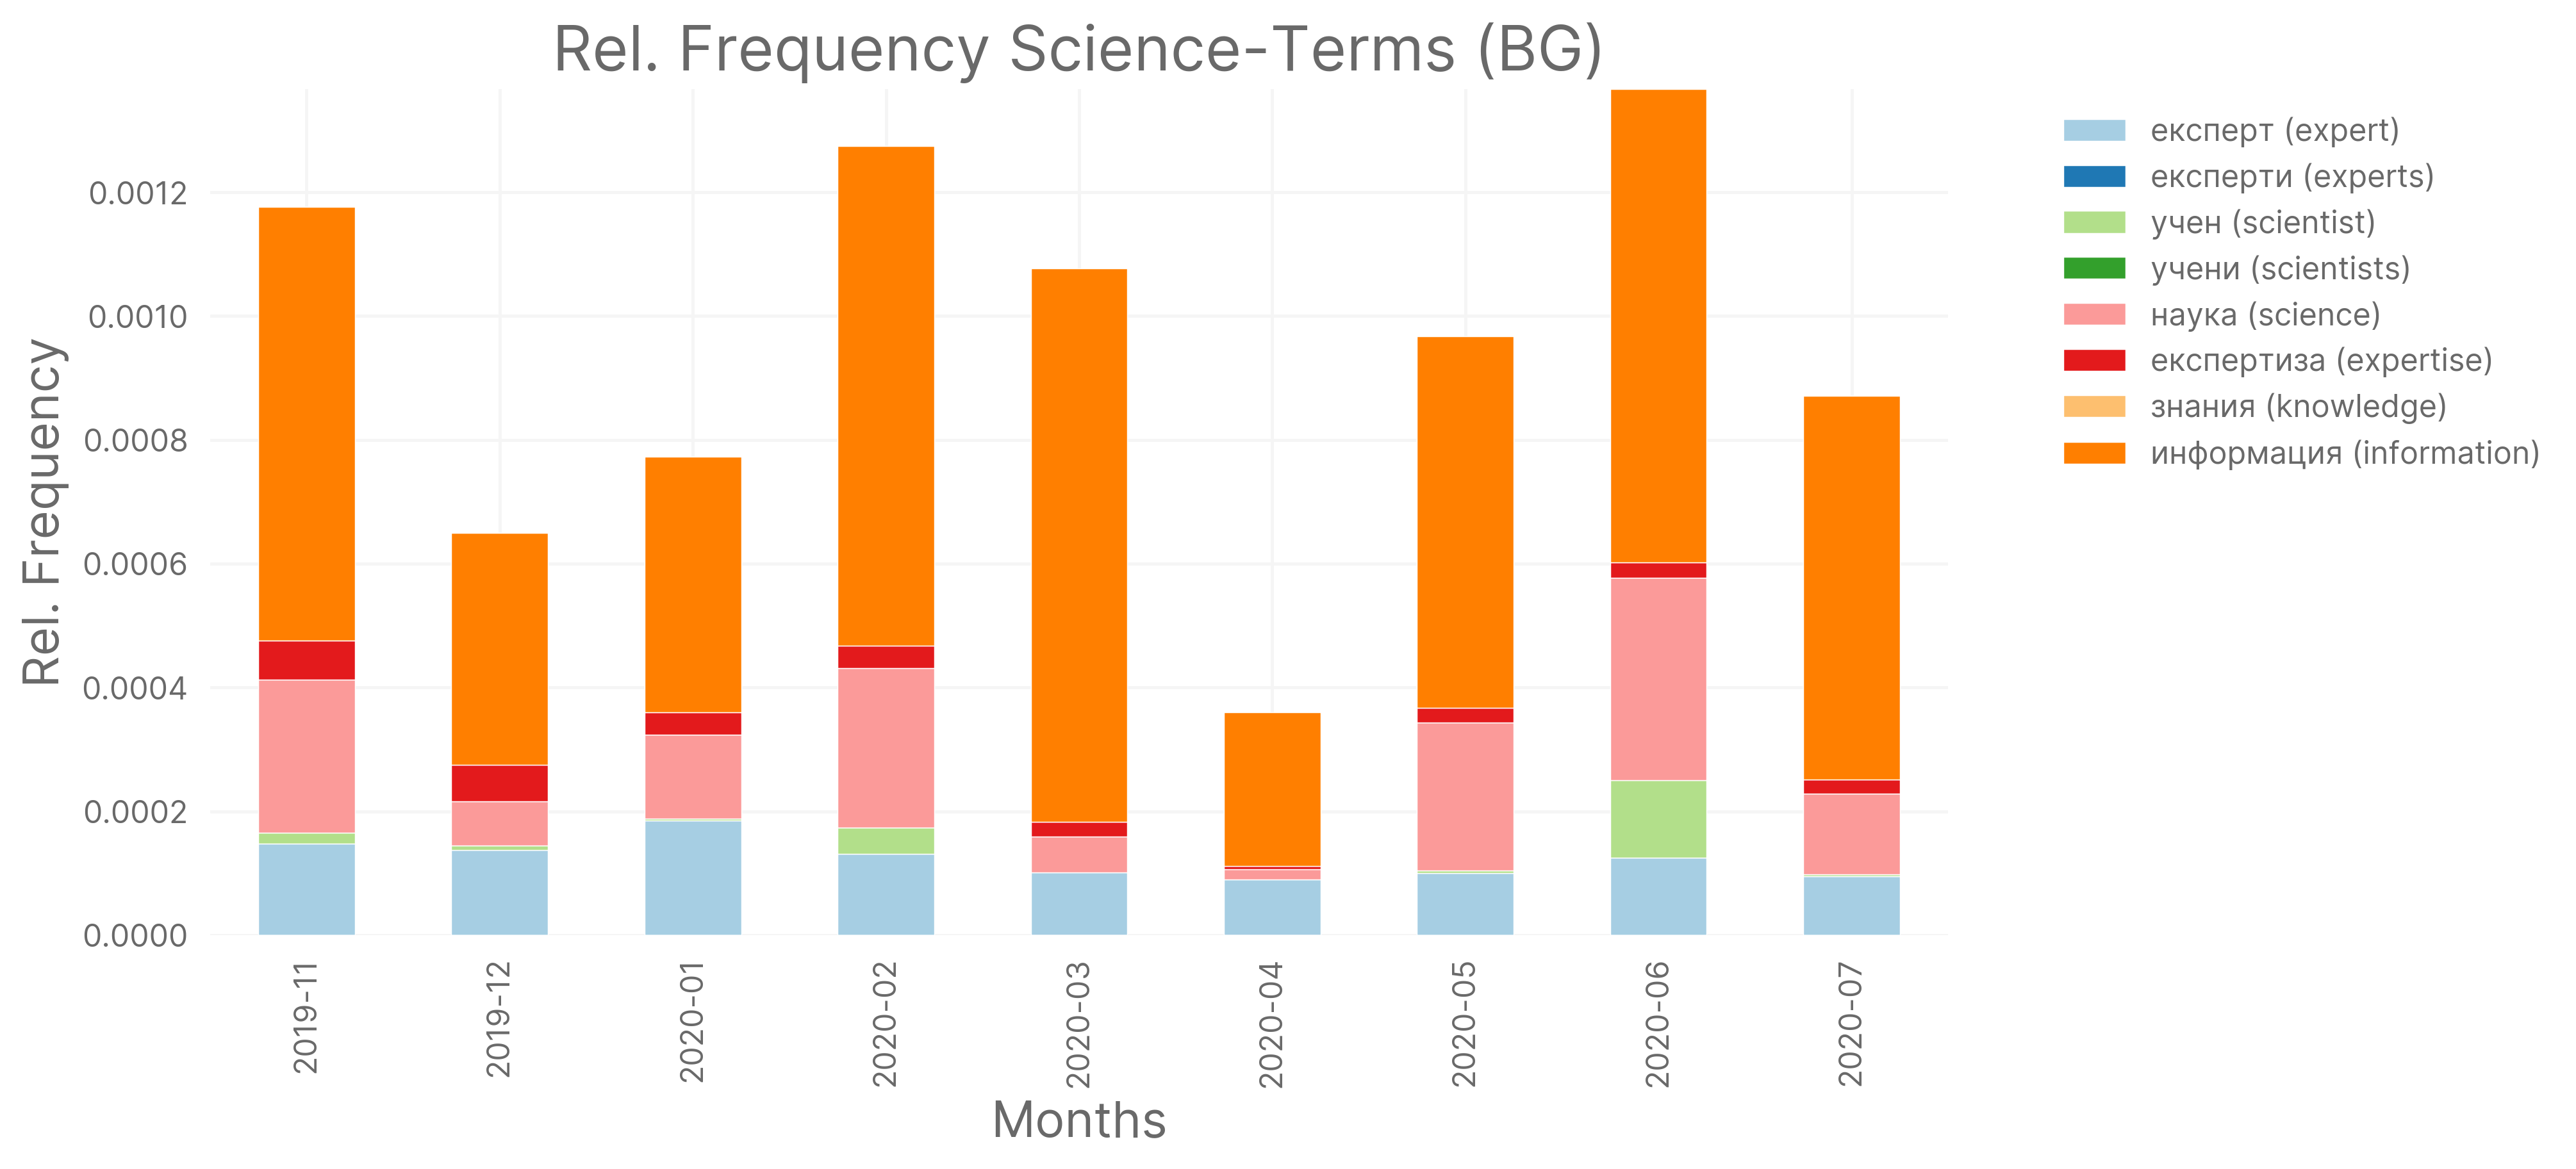 Rel. Frequency Science-Terms (BG)
Rel. Frequency
0.0012
0.0010
0.0008
0.0006
0.0004
0.0002
0.0000
2019-11
2019-12
2020-01
2020-02
2020-03
2020-04
2020-05
2020-06
2020-07
Months
експерт (expert)
експерти (experts)
учен (scientist)
учени (scientists)
наука (science)
експертиза (expertise)
знания (knowledge)
информация (information)